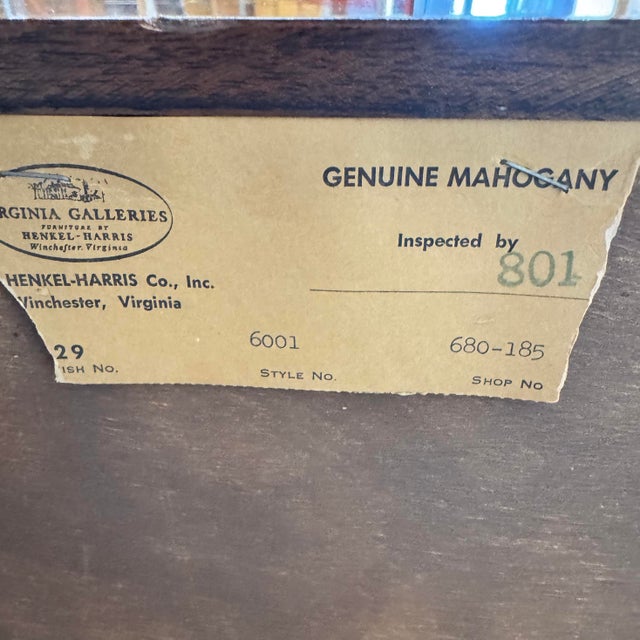 RGINIA GALLERIES
FURNITURE BY
HENKEL-HARRIS
Winchester, Virginia
HENKEL-HARRIS Co., Inc.
Winchester, Virginia
GENUINE MAHOGANY
Inspected by 801
29
ISH NO.
6001
STYLE NO.
680-185
SHOP NO